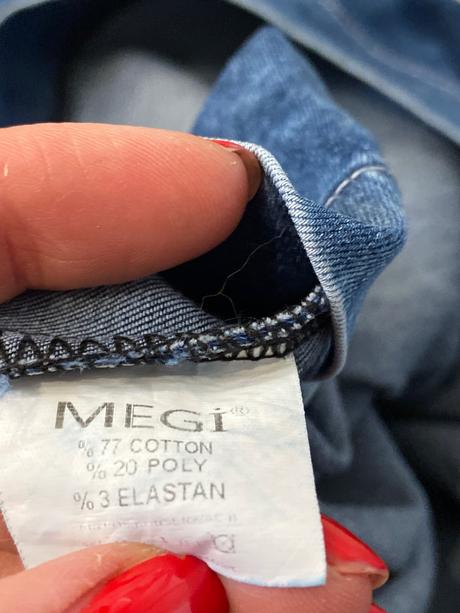 MEGİ®
%77 COTTON
%20 POLY
%3 ELASTAN